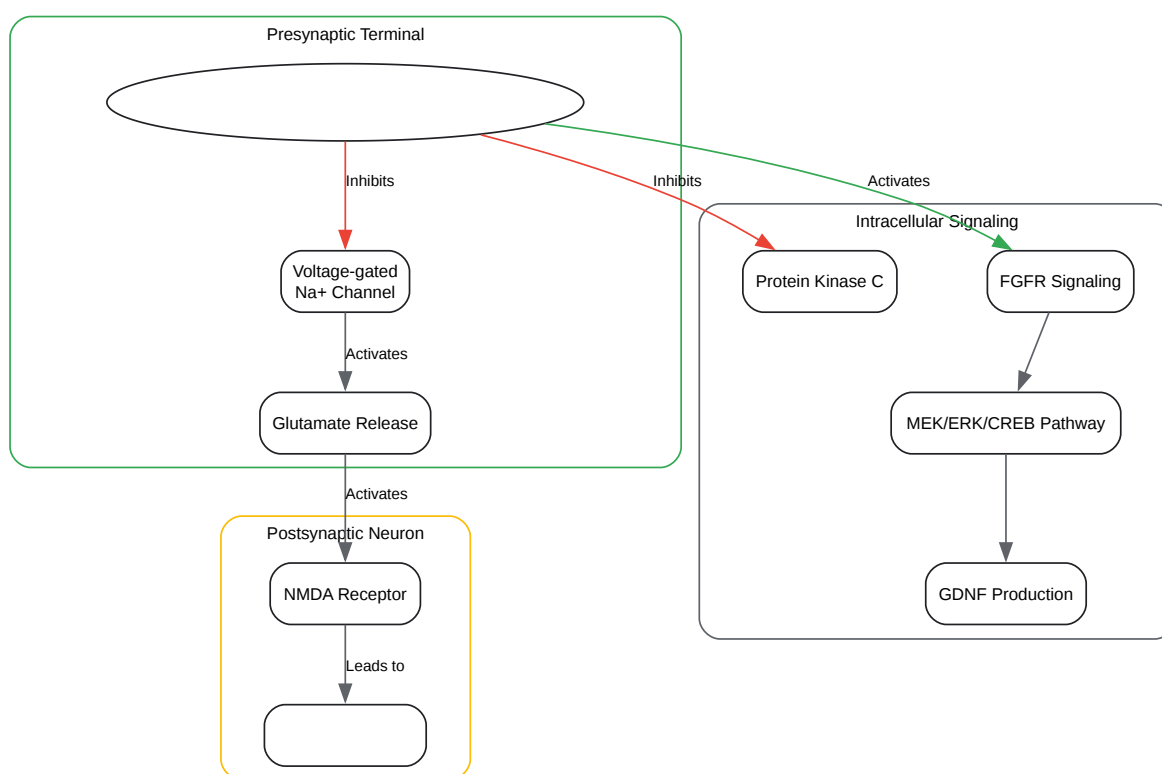 Presynaptic Terminal
Inhibits
Inhibits
Activates
Intracellular Signaling
Voltage-gated
Na+ Channel
Protein Kinase C
FGFR Signaling
Activates
Glutamate Release
MEK/ERK/CREB Pathway
Activates
Postsynaptic Neuron
NMDA Receptor
GDNF Production
Leads to